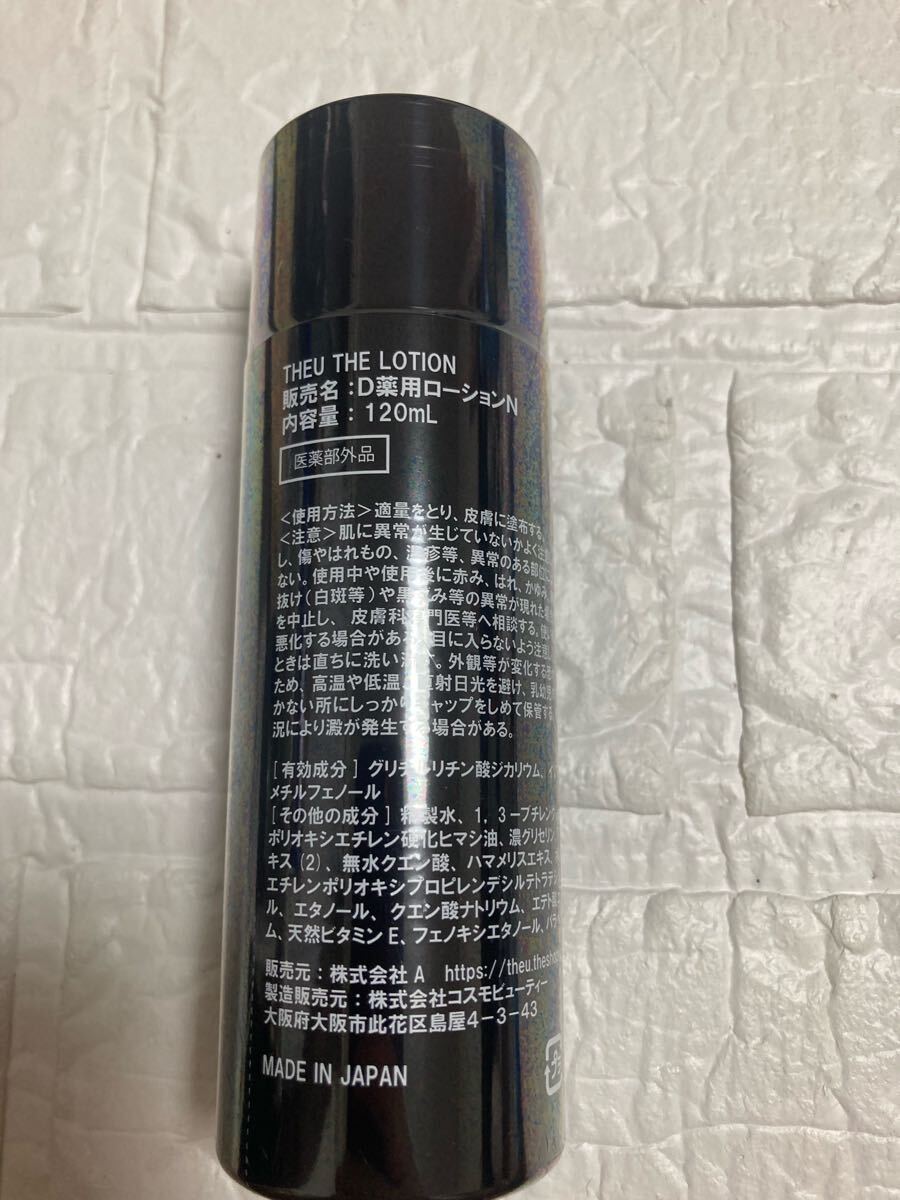 THEU THE LOTION
販売名：D薬用ローションN
内容量：120mL
医薬部外品
＜使用方法＞適量をとり、皮膚に塗布する。
＜注意＞肌に異常が生じていないかよく注意
し、傷やはれもの、湿疹等、異常のある部位に
ない。使用中や使用後に赤み、はれ、かゆみ
抜け(白斑等)や黒ずみ等の異常が現れた
を中止し、皮膚科専門医等へ相談する。使い
悪化する場合がある。目に入らないよう注意
ときは直ちに洗い流す。外観等が変化する
ため、高温や低温、直射日光を避け、乳幼児
かない所にしっかりキャップをしめて保管する
況により澱が発生する場合がある。
[有効成分]グリチルリチン酸ジカリウム、イ
メチルフェノール
[その他の成分]精製水、1,3ーブチレング
ポリオキシエチレン硬化ヒマシ油、濃グリセリン
キス(2)、無水クエン酸、ハマメリスエキス、
エチレンポリオキシプロピレンデシルテトラデシ
ル、エタノール、クエン酸ナトリウム、エデト酸
ム、天然ビタミンE、フェノキシエタノール、パラ
販売元：株式会社A https://theu.thesho
製造販売元：株式会社コスモビューティー
大阪府大阪市此花区島屋4-3-43
MADE IN JAPAN
プ